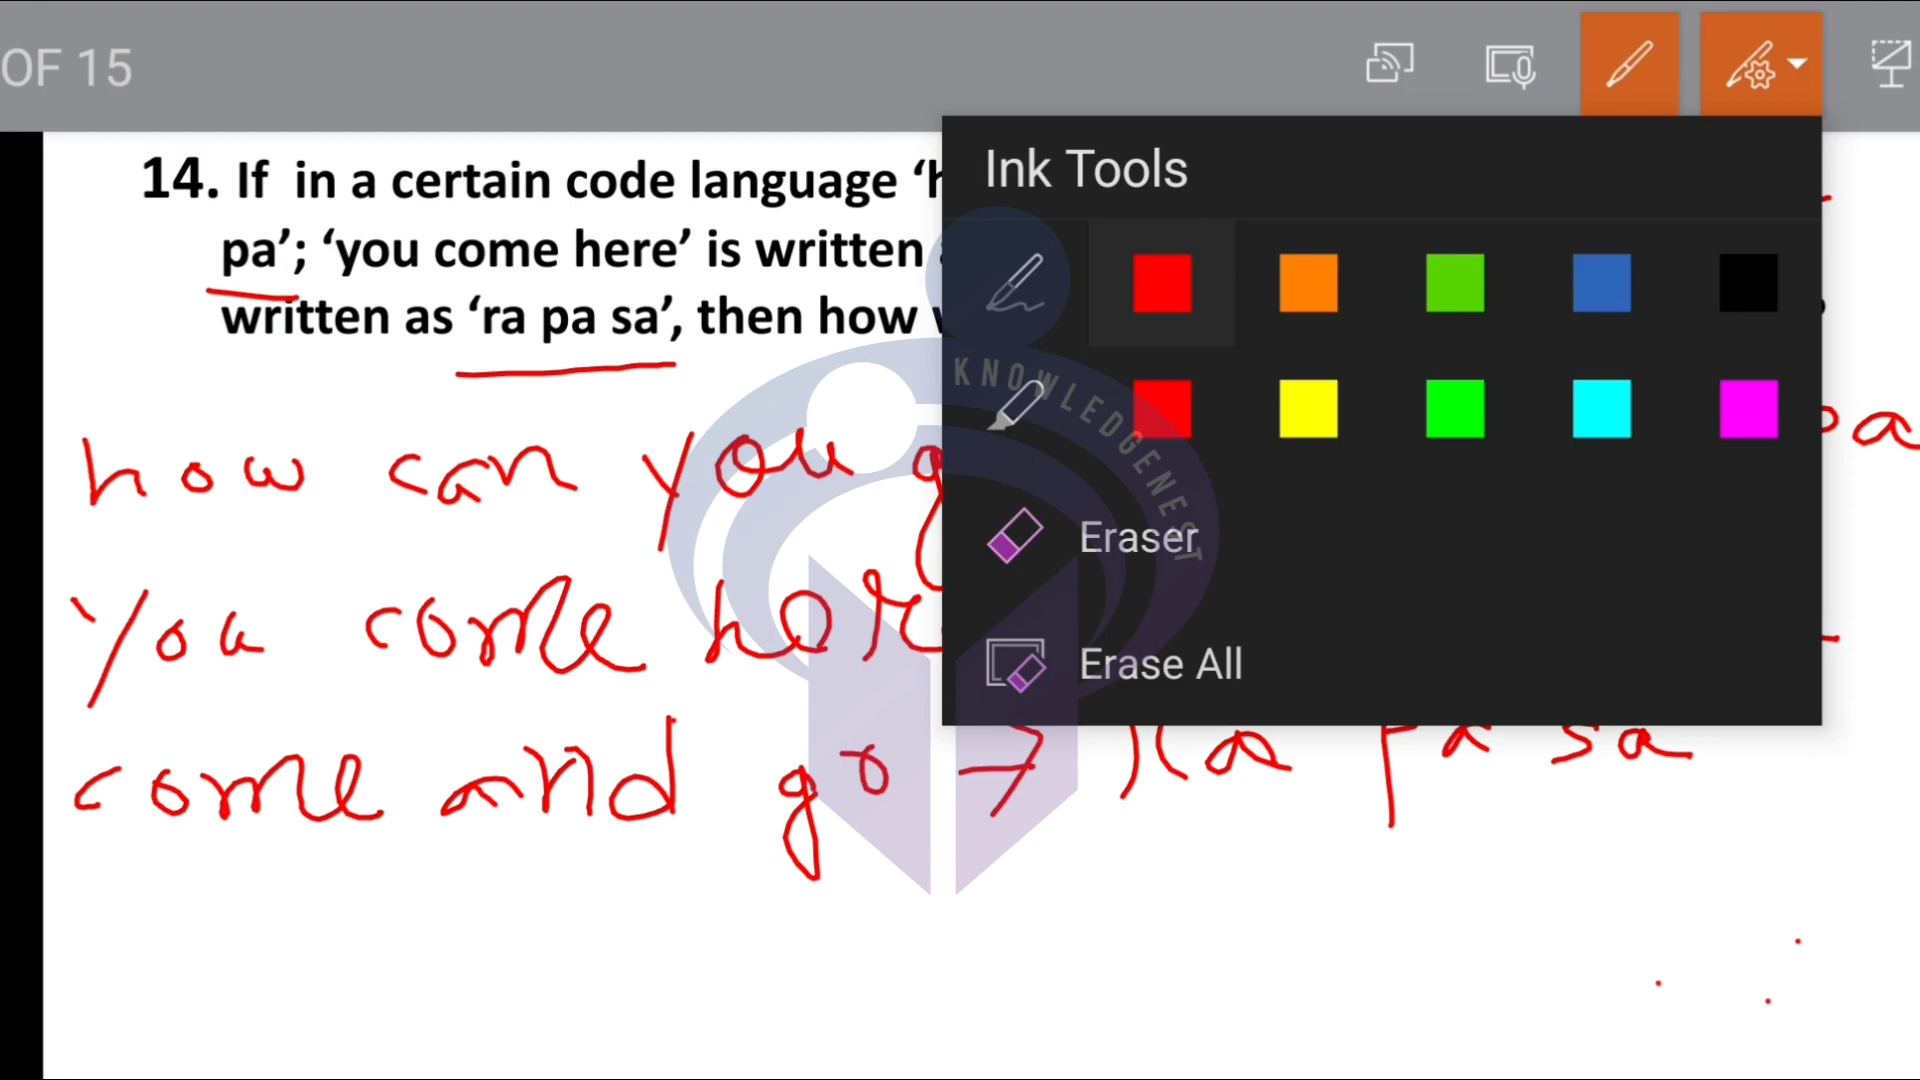 OF 15
Ink Tools
14. If in a certain code language ‘h
pa’; ‘you come here’ is written
written as ‘ra pa sa’, then how
KNOWLEDGENEST
how can you g
pa
Eraser
you come here
Erase All
come and go → ra pa sa